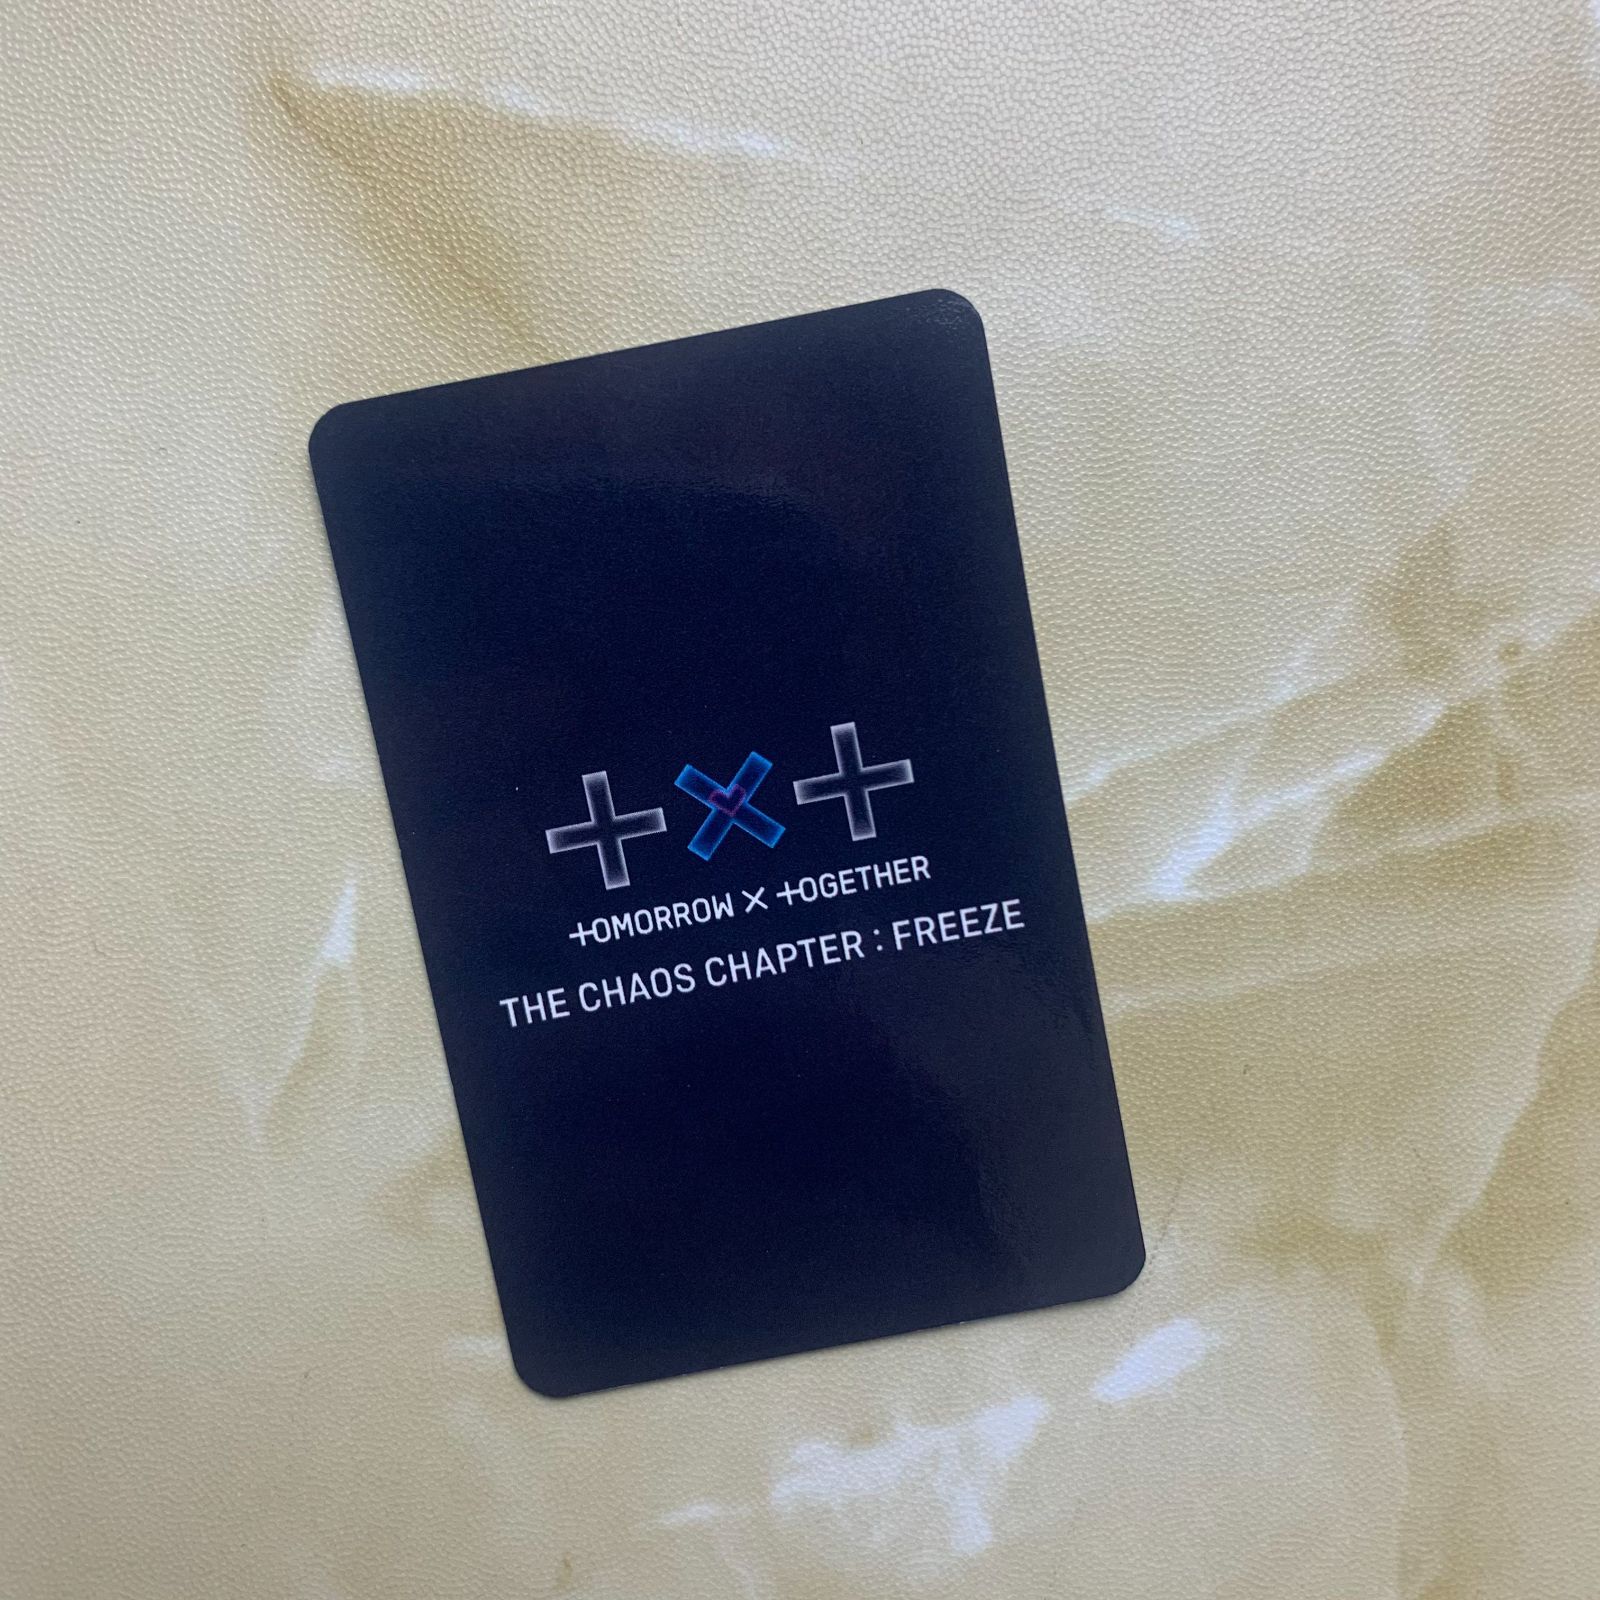 +×+
TOMORROW × TOGETHER
THE CHAOS CHAPTER : FREEZE